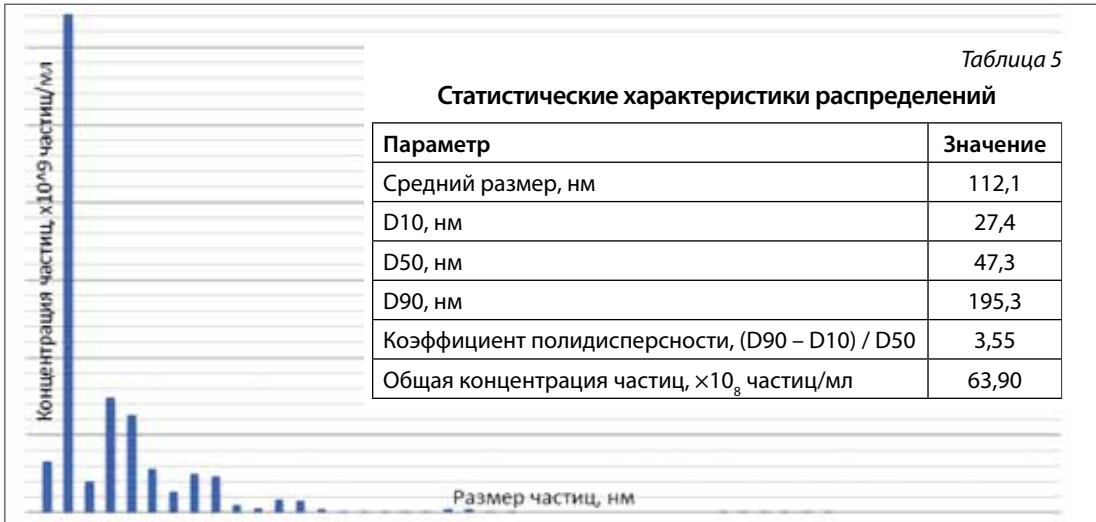 Концентрация частиц, x10^9 частиц/мл
Таблица 5
Статистические характеристики распределений
Параметр Значение
Средний размер, нм 112,1
D10, нм 27,4
D50, нм 47,3
D90, нм 195,3
Коэффициент полидисперсности, (D90 – D10) / D50 3,55
Общая концентрация частиц, ×10₈ частиц/мл 63,90
Размер частиц, нм